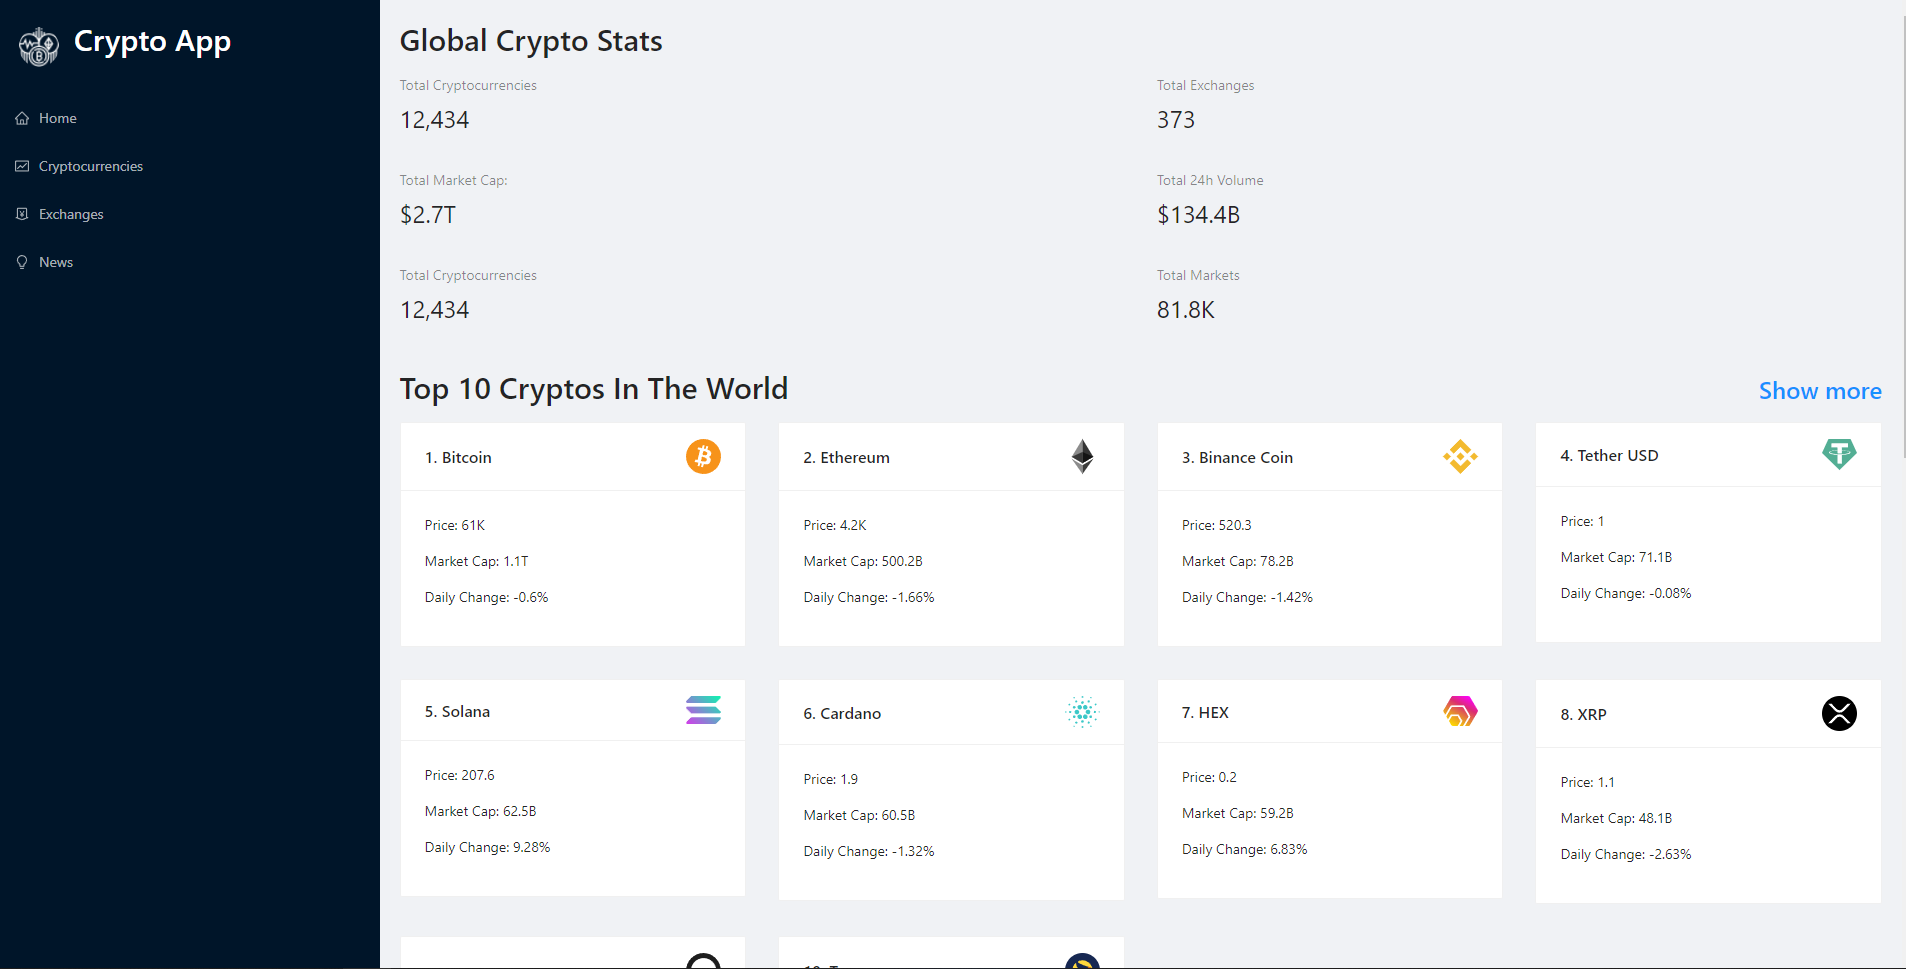 Crypto App
Home
Cryptocurrencies
Exchanges
News
Global Crypto Stats
Total Cryptocurrencies
12,434
Total Exchanges
373
Total Market Cap:
$2.7T
Total 24h Volume
$134.4B
Total Cryptocurrencies
12,434
Total Markets
81.8K
Top 10 Cryptos In The World
Show more
1. Bitcoin
Price: 61K
Market Cap: 1.1T
Daily Change: -0.6%
2. Ethereum
Price: 4.2K
Market Cap: 500.2B
Daily Change: -1.66%
3. Binance Coin
Price: 520.3
Market Cap: 78.2B
Daily Change: -1.42%
4. Tether USD
Price: 1
Market Cap: 71.1B
Daily Change: -0.08%
5. Solana
Price: 207.6
Market Cap: 62.5B
Daily Change: 9.28%
6. Cardano
Price: 1.9
Market Cap: 60.5B
Daily Change: -1.32%
7. HEX
Price: 0.2
Market Cap: 59.2B
Daily Change: 6.83%
8. XRP
Price: 1.1
Market Cap: 48.1B
Daily Change: -2.63%